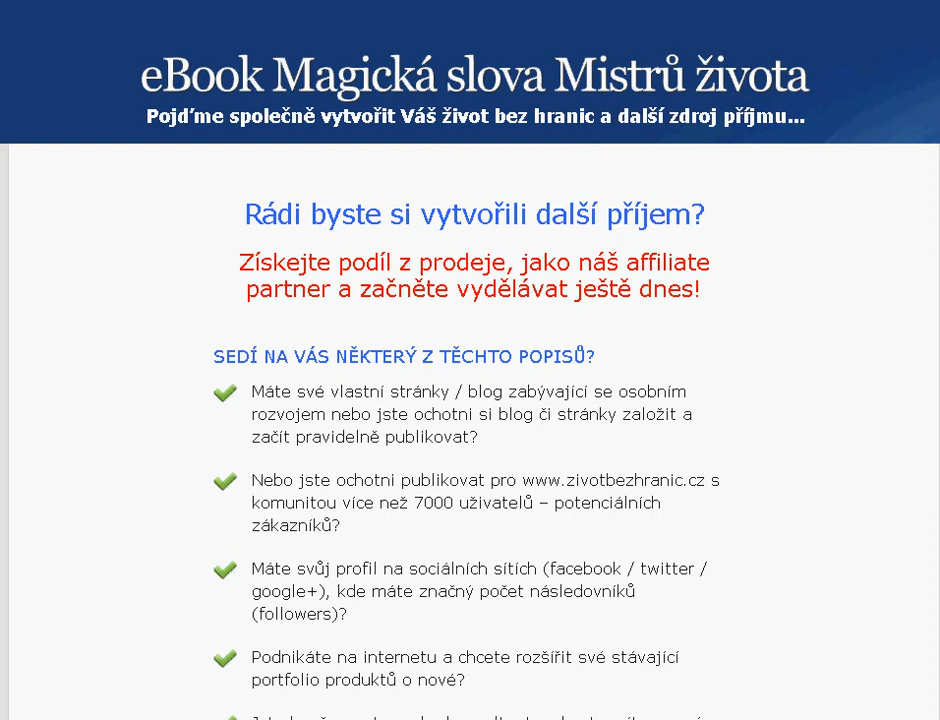 eBook Magická slova Mistrů života
Pojďme společně vytvořit Váš život bez hranic a další zdroj příjmu...
Rádi byste si vytvořili další příjem?
Získejte podíl z prodeje, jako náš affiliate
partner a začněte vydělávat ještě dnes!
SEDÍ NA VÁS NĚKTERÝ Z TĚCHTO POPISŮ?
Máte své vlastní stránky / blog zabývající se osobním
rozvojem nebo jste ochotni si blog či stránky založit a
začít pravidelně publikovat?
Nebo jste ochotni publikovat pro www.zivotbezhranic.cz s
komunitou více než 7000 uživatelů – potenciálních
zákazníků?
Máte svůj profil na sociálních sítích (facebook / twitter /
google+), kde máte značný počet následovníků
(followers)?
Podnikáte na internetu a chcete rozšířit své stávající
portfolio produktů o nové?